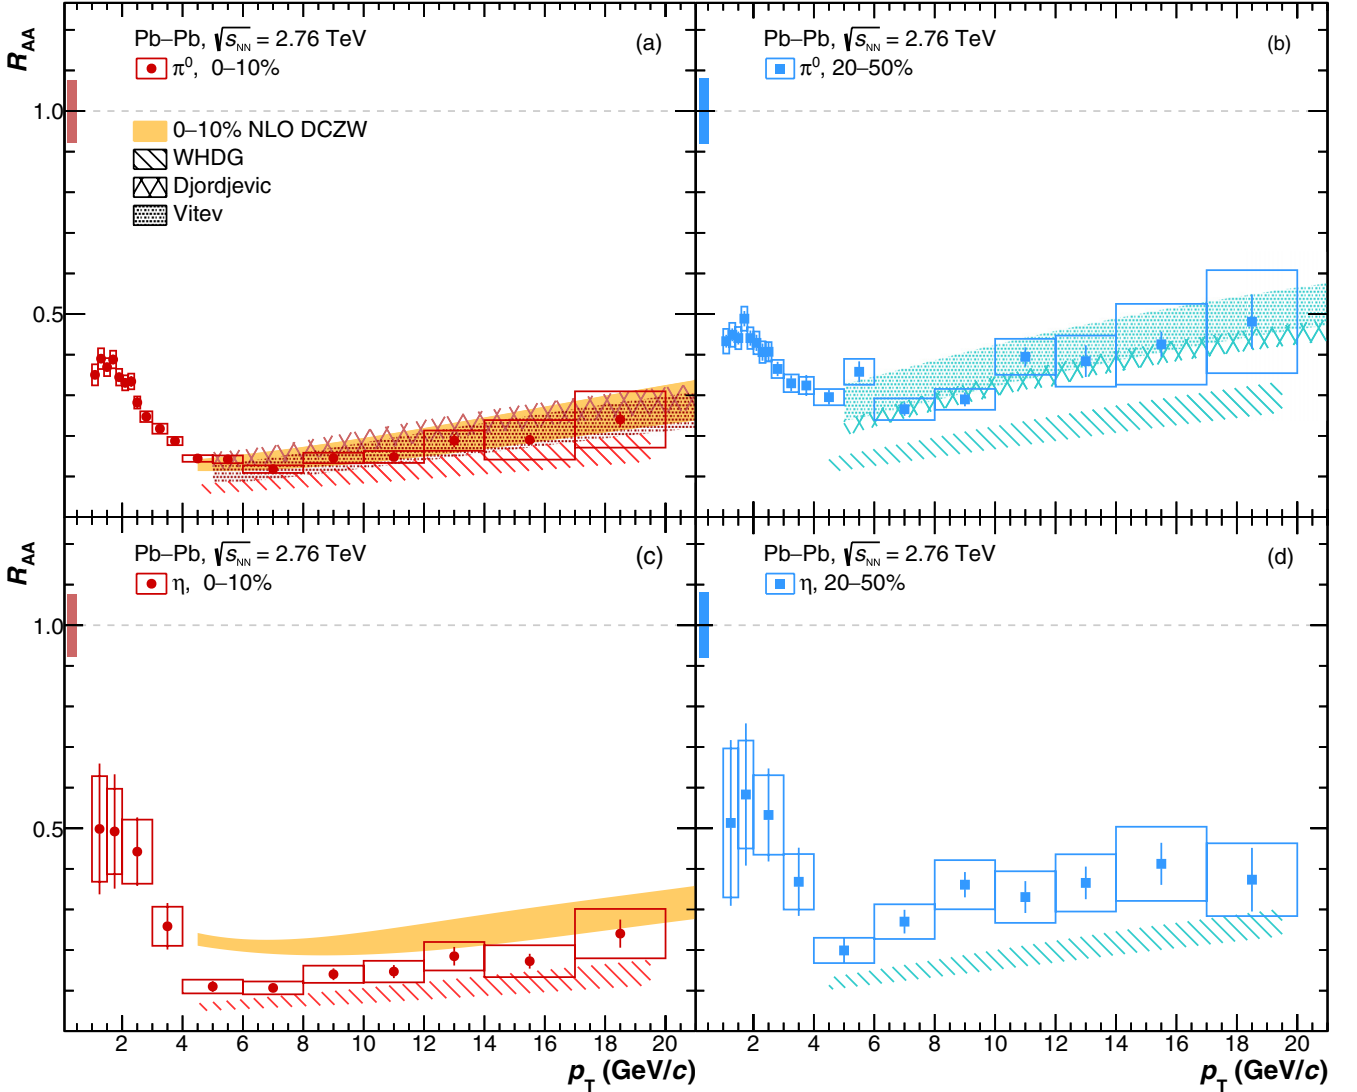 R_AA
Pb–Pb, √s_NN = 2.76 TeV (a)
π⁰, 0–10%
1.0
0–10% NLO DCZW
WHDG
Djordjevic
Vitev
0.5
Pb–Pb, √s_NN = 2.76 TeV (b)
π⁰, 20–50%
R_AA
Pb–Pb, √s_NN = 2.76 TeV (c)
η, 0–10%
1.0
0.5
2 4 6 8 10 12 14 16 18 20
p_T (GeV/c)
Pb–Pb, √s_NN = 2.76 TeV (d)
η, 20–50%
2 4 6 8 10 12 14 16 18 20
p_T (GeV/c)